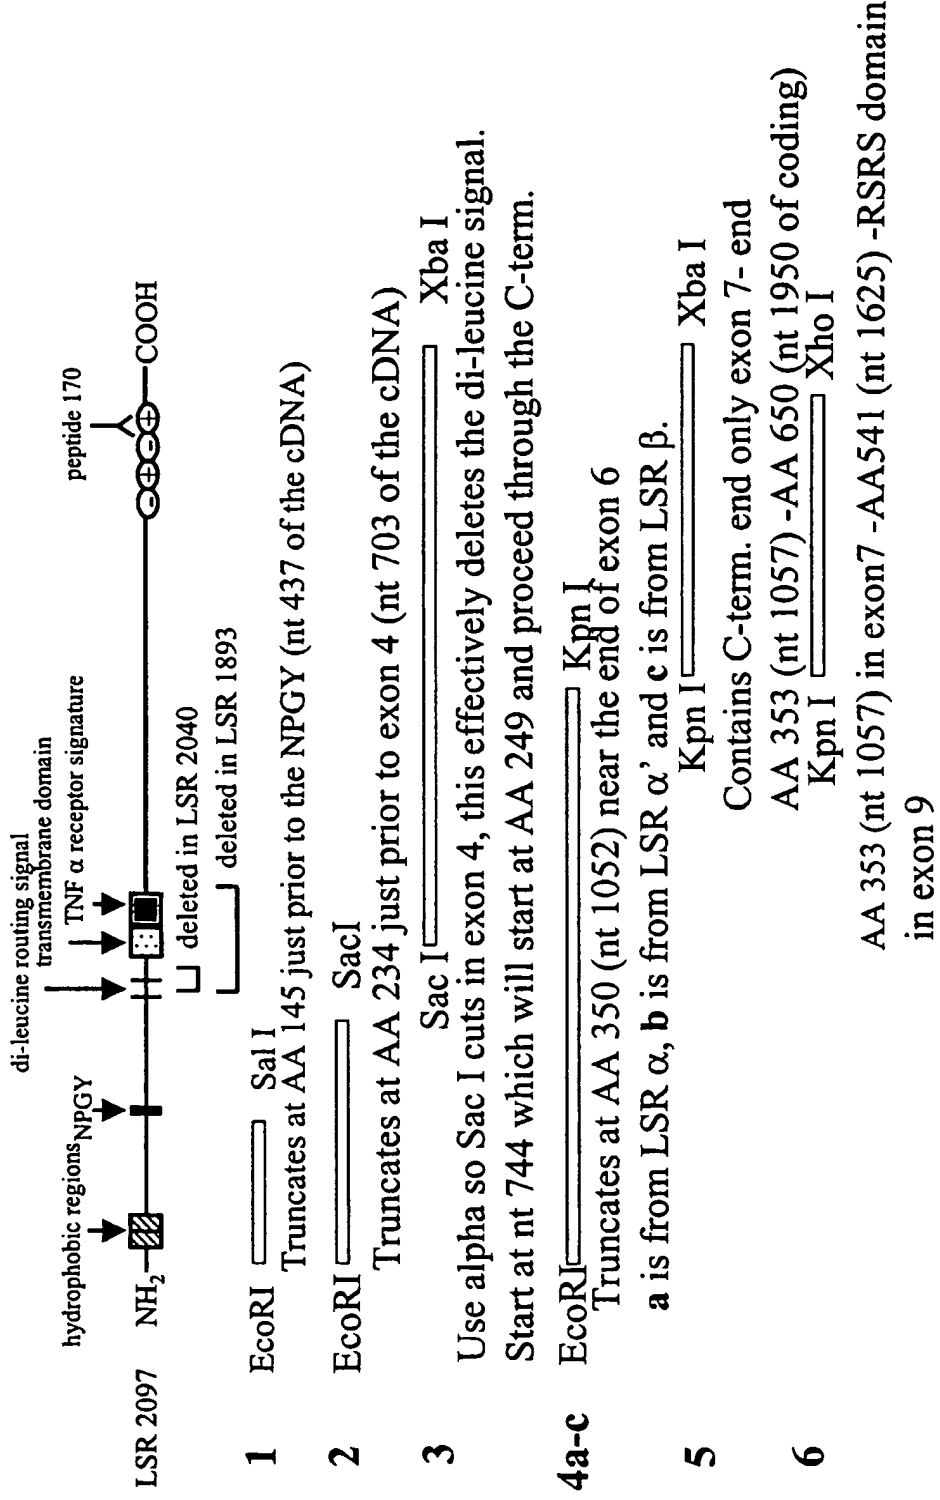 di-leucine routing signal
transmembrane domain
TNF α receptor signature
hydrophobic regions NPGY
peptide 170
LSR 2097 NH2 COOH
- + - +
deleted in LSR 2040
deleted in LSR 1893
1 EcoRI Sal I
Truncates at AA 145 just prior to the NPGY (nt 437 of the cDNA)
2 EcoRI SacI
Truncates at AA 234 just prior to exon 4 (nt 703 of the cDNA)
3 Sac I Xba I
Use alpha so Sac I cuts in exon 4, this effectively deletes the di-leucine signal.
Start at nt 744 which will start at AA 249 and proceed through the C-term.
4a-c EcoRI Kpn I
Truncates at AA 350 (nt 1052) near the end of exon 6
a is from LSR α, b is from LSR α' and c is from LSR β.
5 Kpn I Xba I
Contains C-term. end only exon 7- end
AA 353 (nt 1057) -AA 650 (nt 1950 of coding)
6 Kpn I Xho I
AA 353 (nt 1057) in exon7 -AA541 (nt 1625) -RSRS domain
in exon 9